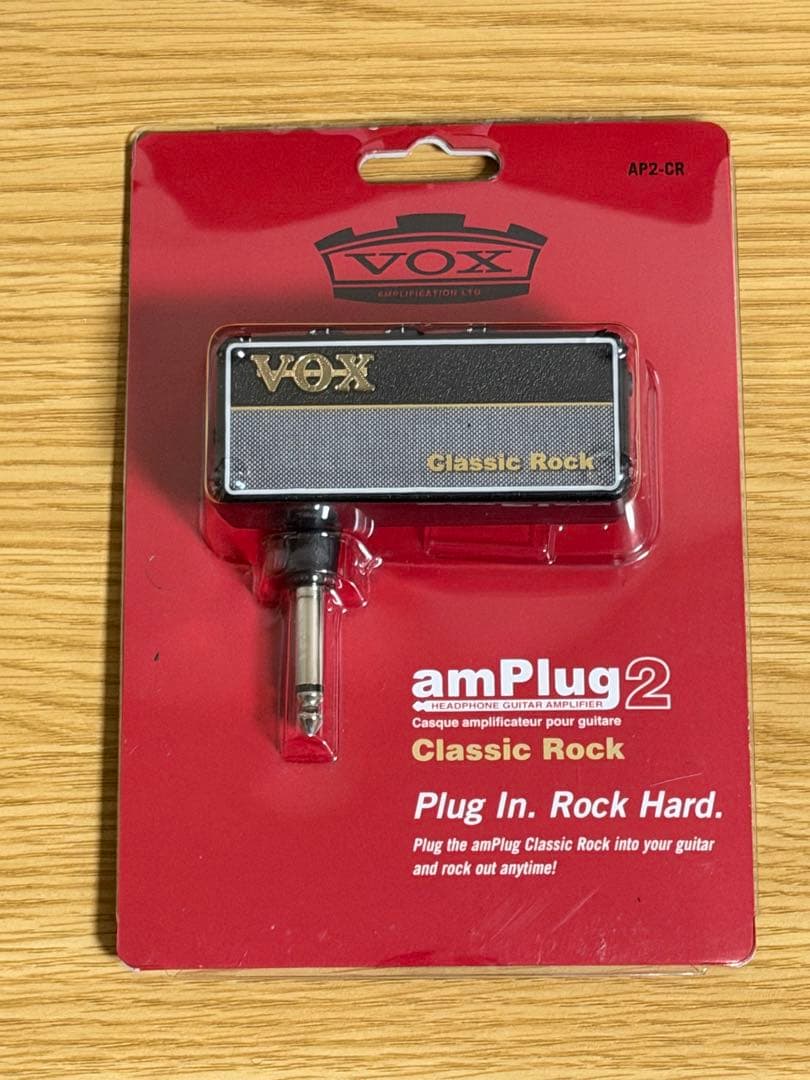 AP2-CR
VOX
AMPLIFICATION LTD
VOX
Classic Rock
amPlug2
HEADPHONE GUITAR AMPLIFIER
Casque amplificateur pour guitare
Classic Rock
Plug In. Rock Hard.
Plug the amPlug Classic Rock into your guitar
and rock out anytime!